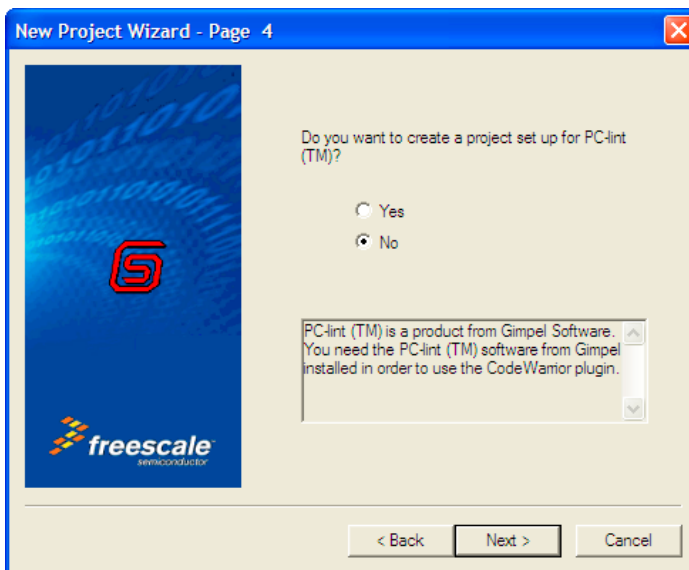 New Project Wizard - Page 4
Do you want to create a project set up for PC-lint
(TM)?
Yes
No
PC-lint (TM) is a product from Gimpel Software.
You need the PC-lint (TM) software from Gimpel
installed in order to use the CodeWarrior plugin.
freescale
semiconductor
< Back
Next >
Cancel